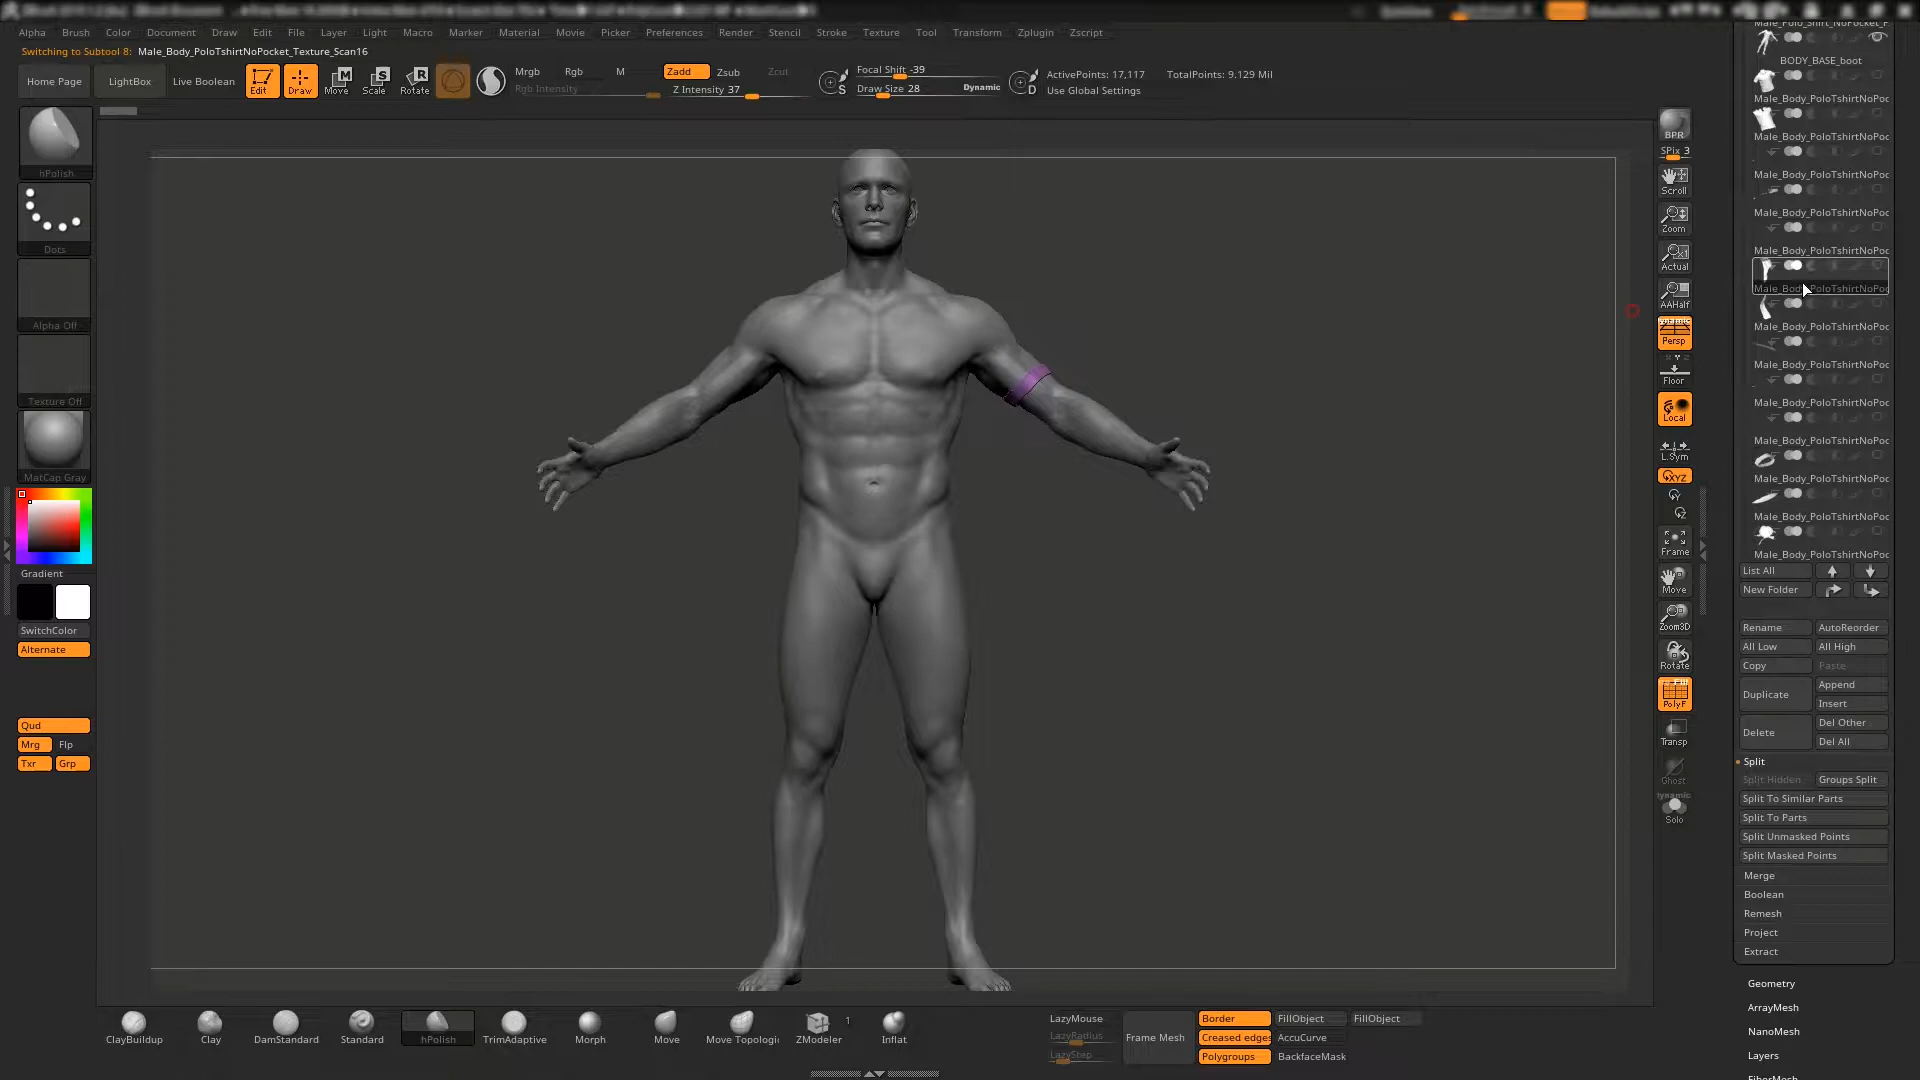 Alpha Brush Color Document Draw Edit File Layer Light Macro Marker Material Movie Picker Preferences Render Stencil Stroke Texture Tool Transform Zplugin Zscript
Switching to Subtool 8: Male_Body_PoloTshirtNoPocket_Texture_Scan16
Home Page LightBox Live Boolean Edit Draw Move Scale Rotate
Mrgb Rgb M Zadd Zsub Zcut
Rgb Intensity Z Intensity 37
Focal Shift -39
Draw Size 28 Dynamic
ActivePoints: 17,117 TotalPoints: 9.129 Mil
Use Global Settings
hPolish
Dots
Alpha Off
Texture Off
MatCap Gray
Gradient
SwitchColor
Alternate
Qud
Mrg Flp
Txr Grp
BPR
SPix 3
Scroll
Zoom
Actual
AAHalf
Dynamic
Persp
Floor
Local
L.Sym
XYZ
Y
Z
Frame
Move
Zoom3D
Rotate
Line Fill
PolyF
Transp
Ghost
Dynamic
Solo
Male_Polo_Shirt_NoPocket_F
BODY_BASE_boot
Male_Body_PoloTshirtNoPoc
Male_Body_PoloTshirtNoPoc
Male_Body_PoloTshirtNoPoc
Male_Body_PoloTshirtNoPoc
Male_Body_PoloTshirtNoPoc
Male_Body_PoloTshirtNoPoc
Male_Body_PoloTshirtNoPoc
Male_Body_PoloTshirtNoPoc
Male_Body_PoloTshirtNoPoc
Male_Body_PoloTshirtNoPoc
Male_Body_PoloTshirtNoPoc
Male_Body_PoloTshirtNoPoc
Male_Body_PoloTshirtNoPoc
List All
New Folder
Rename AutoReorder
All Low All High
Copy Paste
Duplicate Append
Insert
Delete Del Other
Del All
Split
Split Hidden Groups Split
Split To Similar Parts
Split To Parts
Split Unmasked Points
Split Masked Points
Merge
Boolean
Remesh
Project
Extract
Geometry
ArrayMesh
NanoMesh
Layers
FiberMesh
ClayBuildup Clay DamStandard Standard hPolish TrimAdaptive Morph Move Move Topologi ZModeler 1 Inflat
LazyMouse
LazyRadius
LazyStep
Frame Mesh
Border FillObject FillObject
Creased edges AccuCurve
Polygroups BackfaceMask